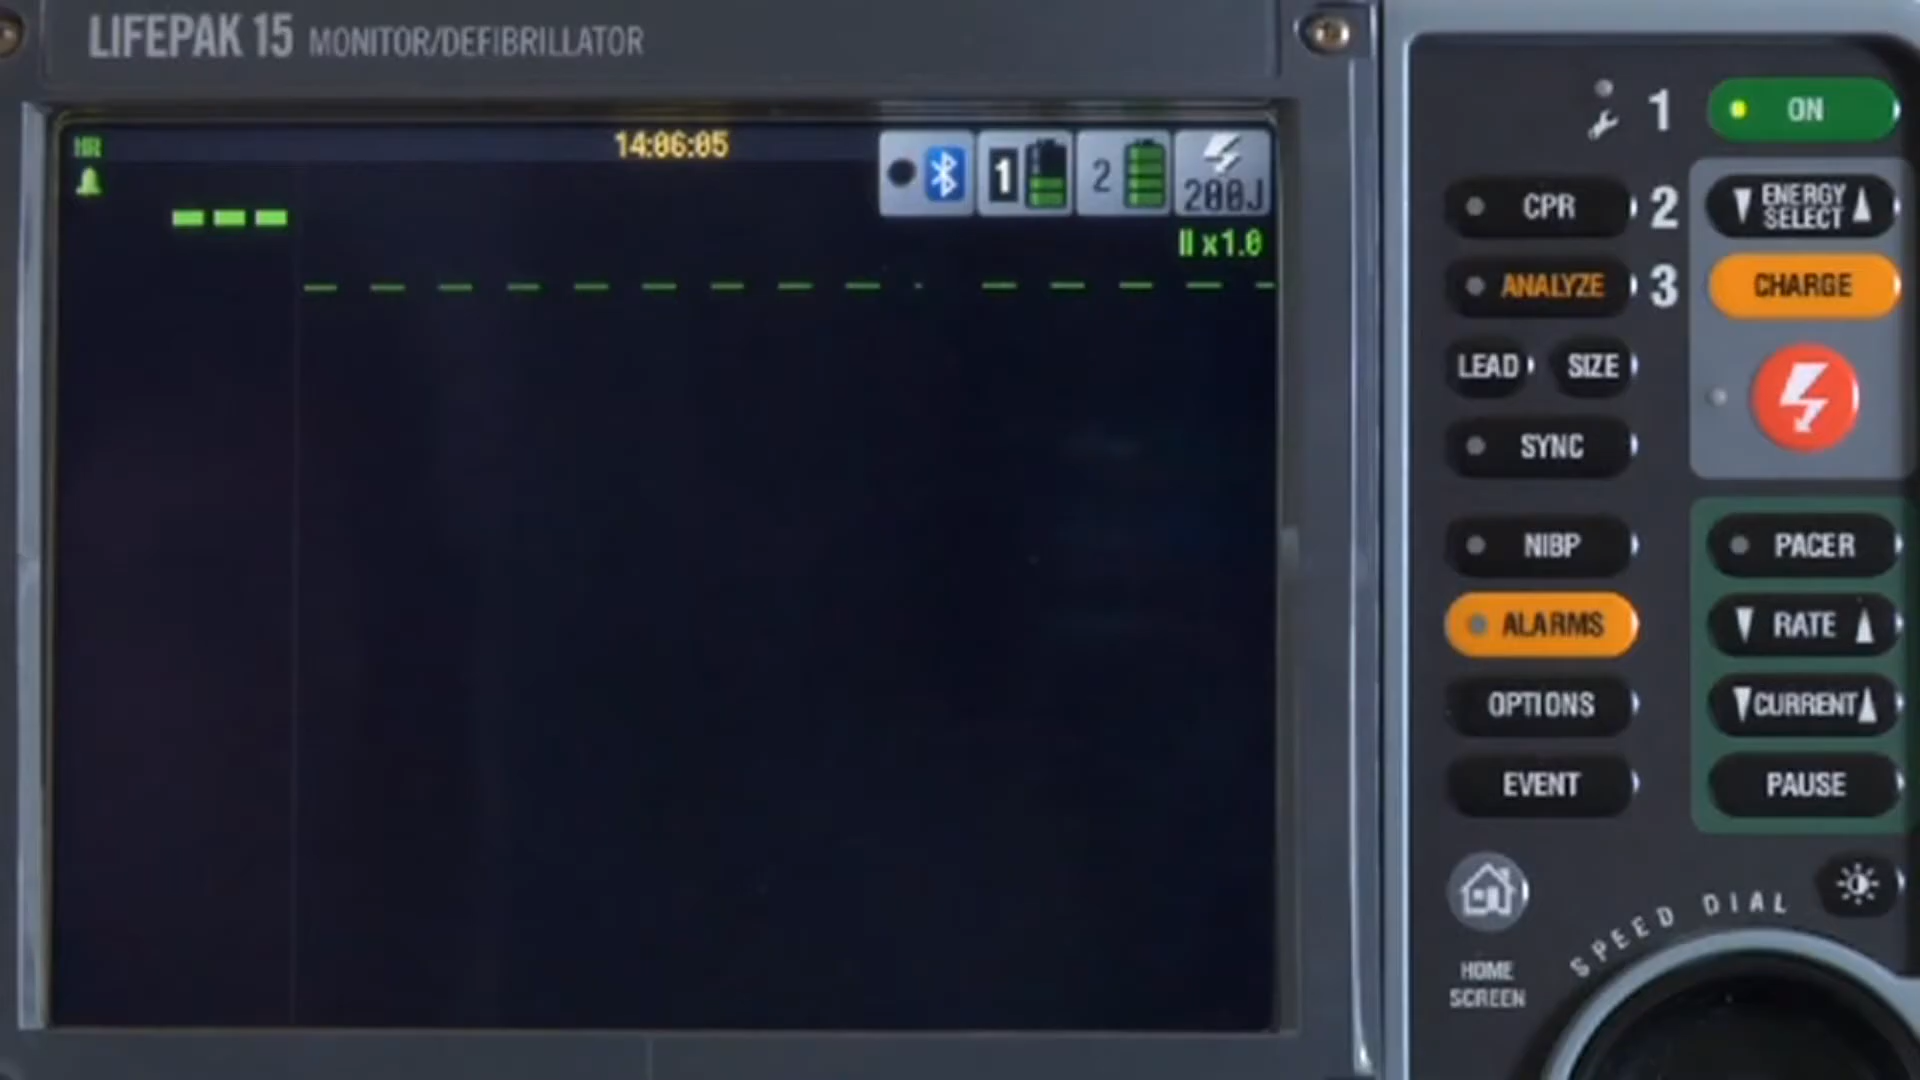 LIFEPAK 15 MONITOR/DEFIBRILLATOR
HR
14:06:05
1
2
200J
II x1.0
1
ON
CPR
2
ENERGY
SELECT
ANALYZE
3
CHARGE
LEAD
SIZE
SYNC
NIBP
PACER
ALARMS
RATE
OPTIONS
CURRENT
EVENT
PAUSE
SPEED DIAL
HOME
SCREEN